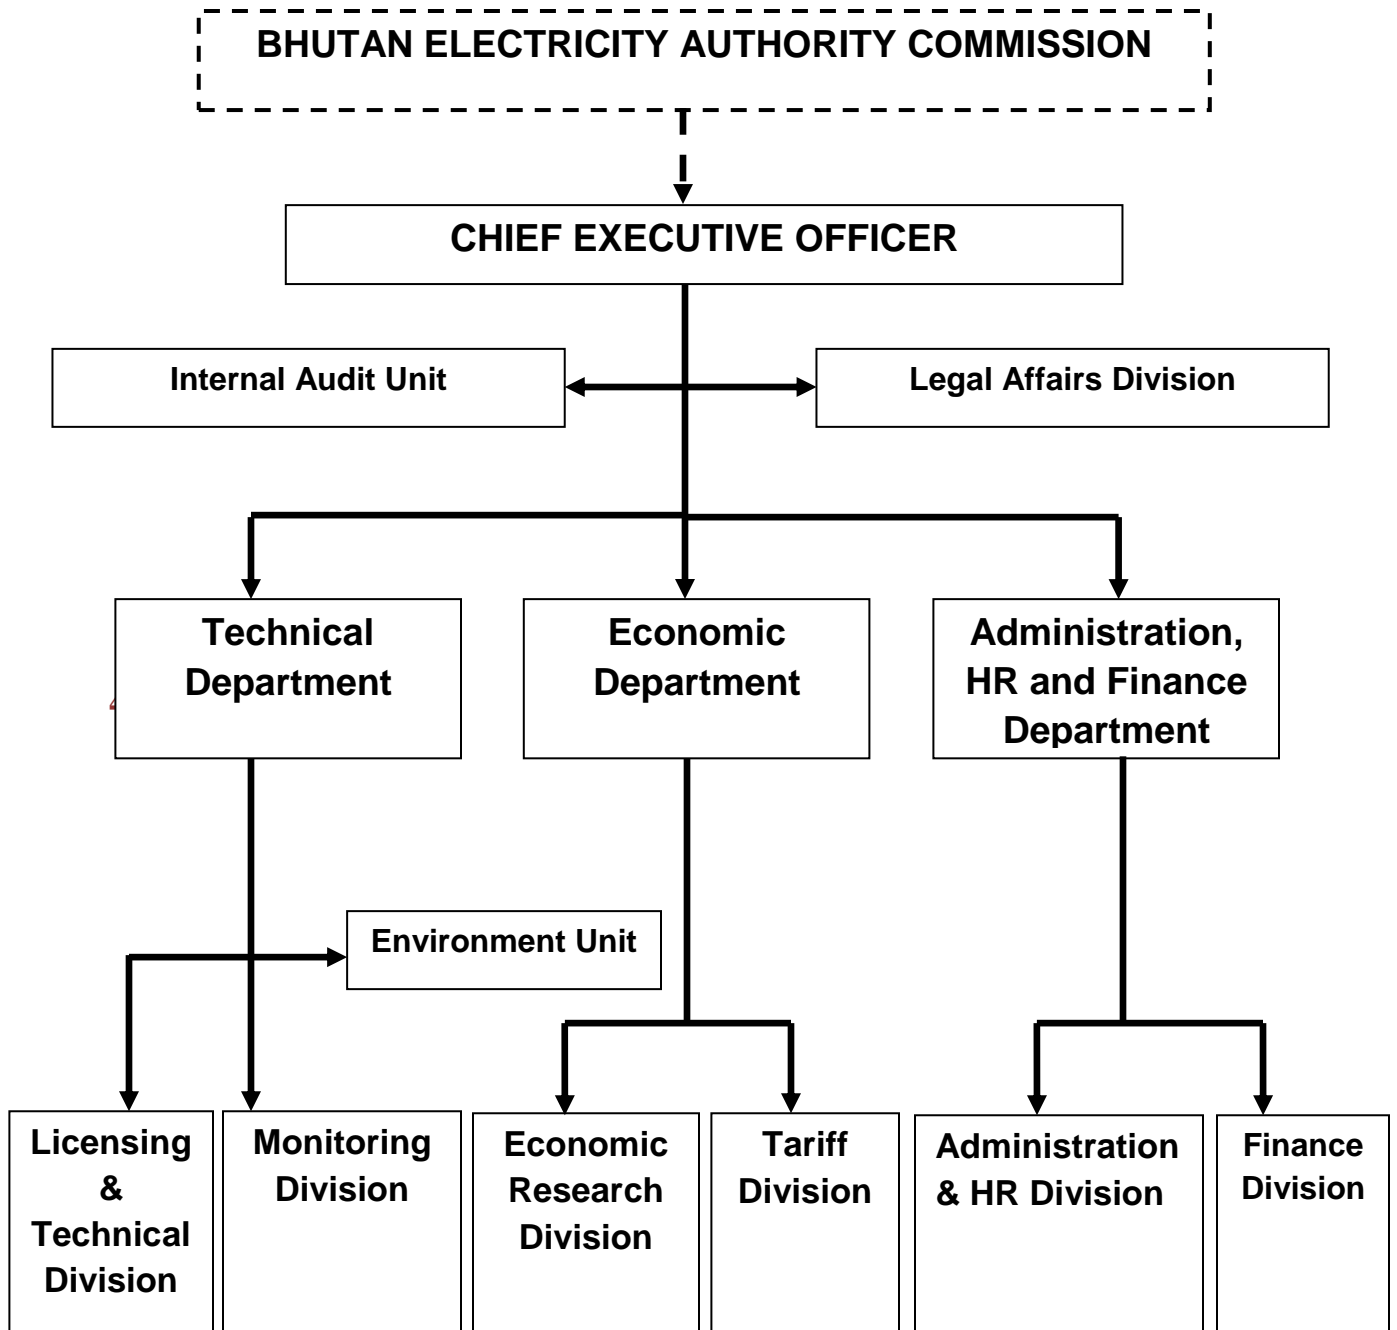 BHUTAN ELECTRICITY AUTHORITY COMMISSION
CHIEF EXECUTIVE OFFICER
Internal Audit Unit
Legal Affairs Division
Technical
Department
Economic
Department
Administration,
HR and Finance
Department
Environment Unit
Licensing
&
Technical
Division
Monitoring
Division
Economic
Research
Division
Tariff
Division
Administration
& HR Division
Finance
Division